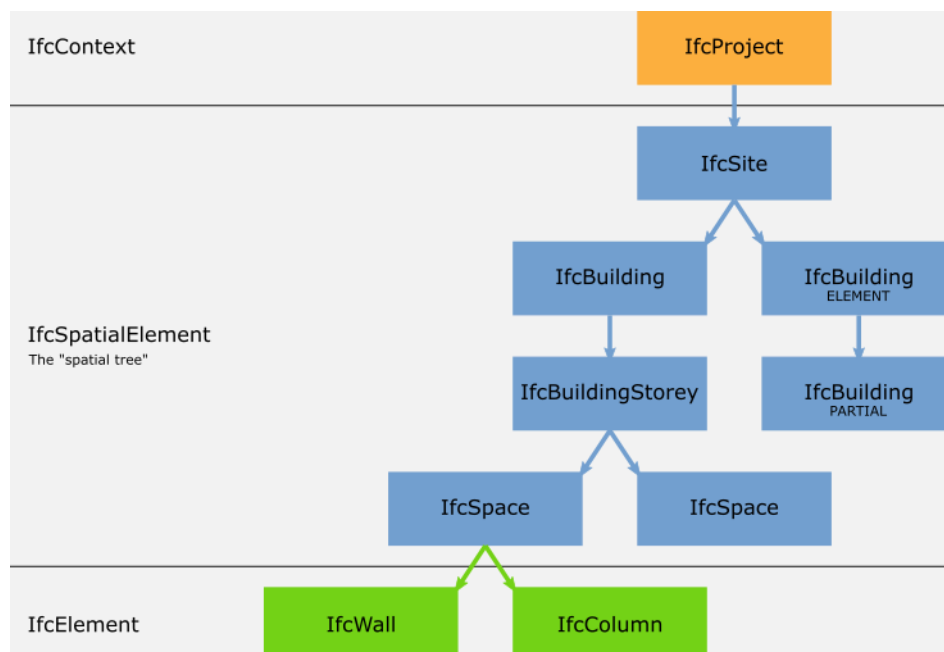 IfcContext
IfcProject
IfcSite
IfcBuilding
IfcBuilding
ELEMENT
IfcSpatialElement
The "spatial tree"
IfcBuildingStorey
IfcBuilding
PARTIAL
IfcSpace
IfcSpace
IfcElement
IfcWall
IfcColumn